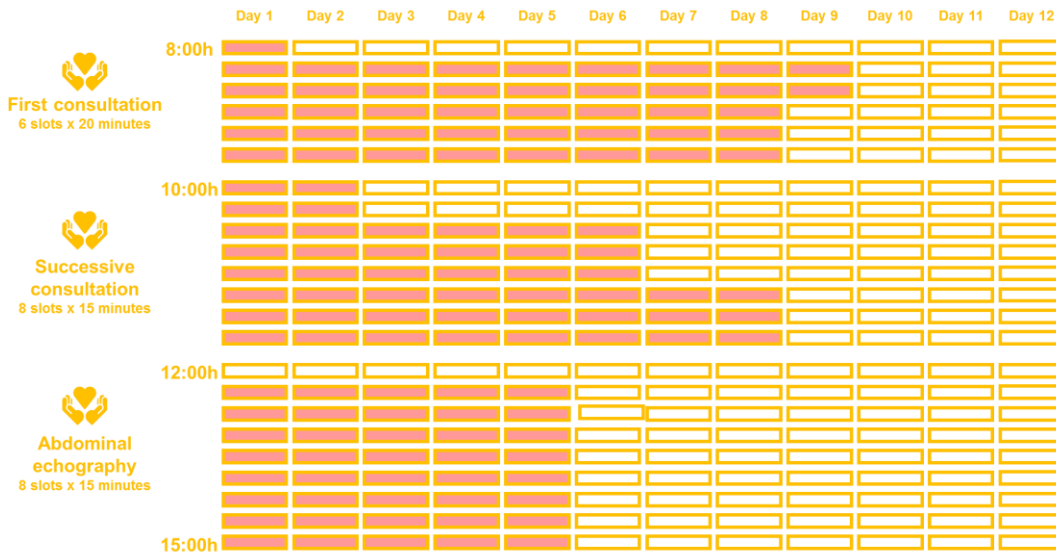 Day 1 Day 2 Day 3 Day 4 Day 5 Day 6 Day 7 Day 8 Day 9 Day 10 Day 11 Day 12
8:00h
First consultation
6 slots x 20 minutes
10:00h
Successive
consultation
8 slots x 15 minutes
12:00h
Abdominal
echography
8 slots x 15 minutes
15:00h